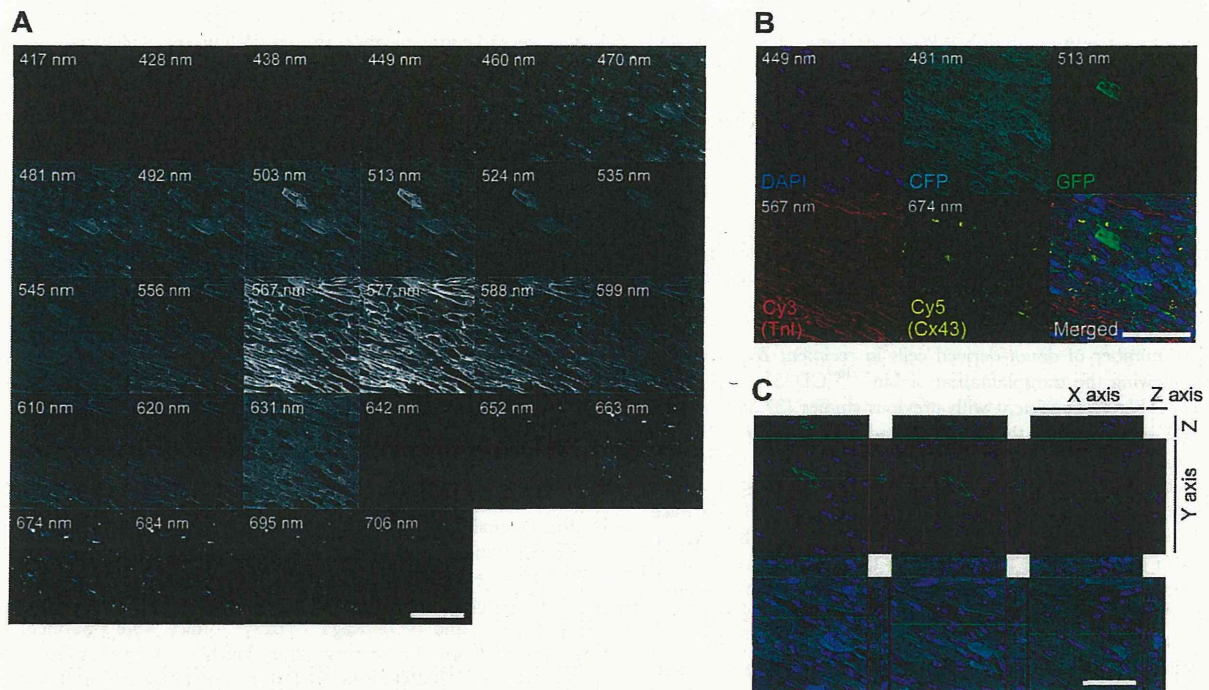 A
417 nm 428 nm 438 nm 449 nm 460 nm 470 nm
481 nm 492 nm 503 nm 513 nm 524 nm 535 nm
545 nm 556 nm 567 nm 577 nm 588 nm 599 nm
610 nm 620 nm 631 nm 642 nm 652 nm 663 nm
674 nm 684 nm 695 nm 706 nm
B
449 nm 481 nm 513 nm
DAPI CFP GFP
567 nm 674 nm
Cy3 Cy5
(TnI) (Cx43) Merged
C
X axis Z axis
Z
Y axis